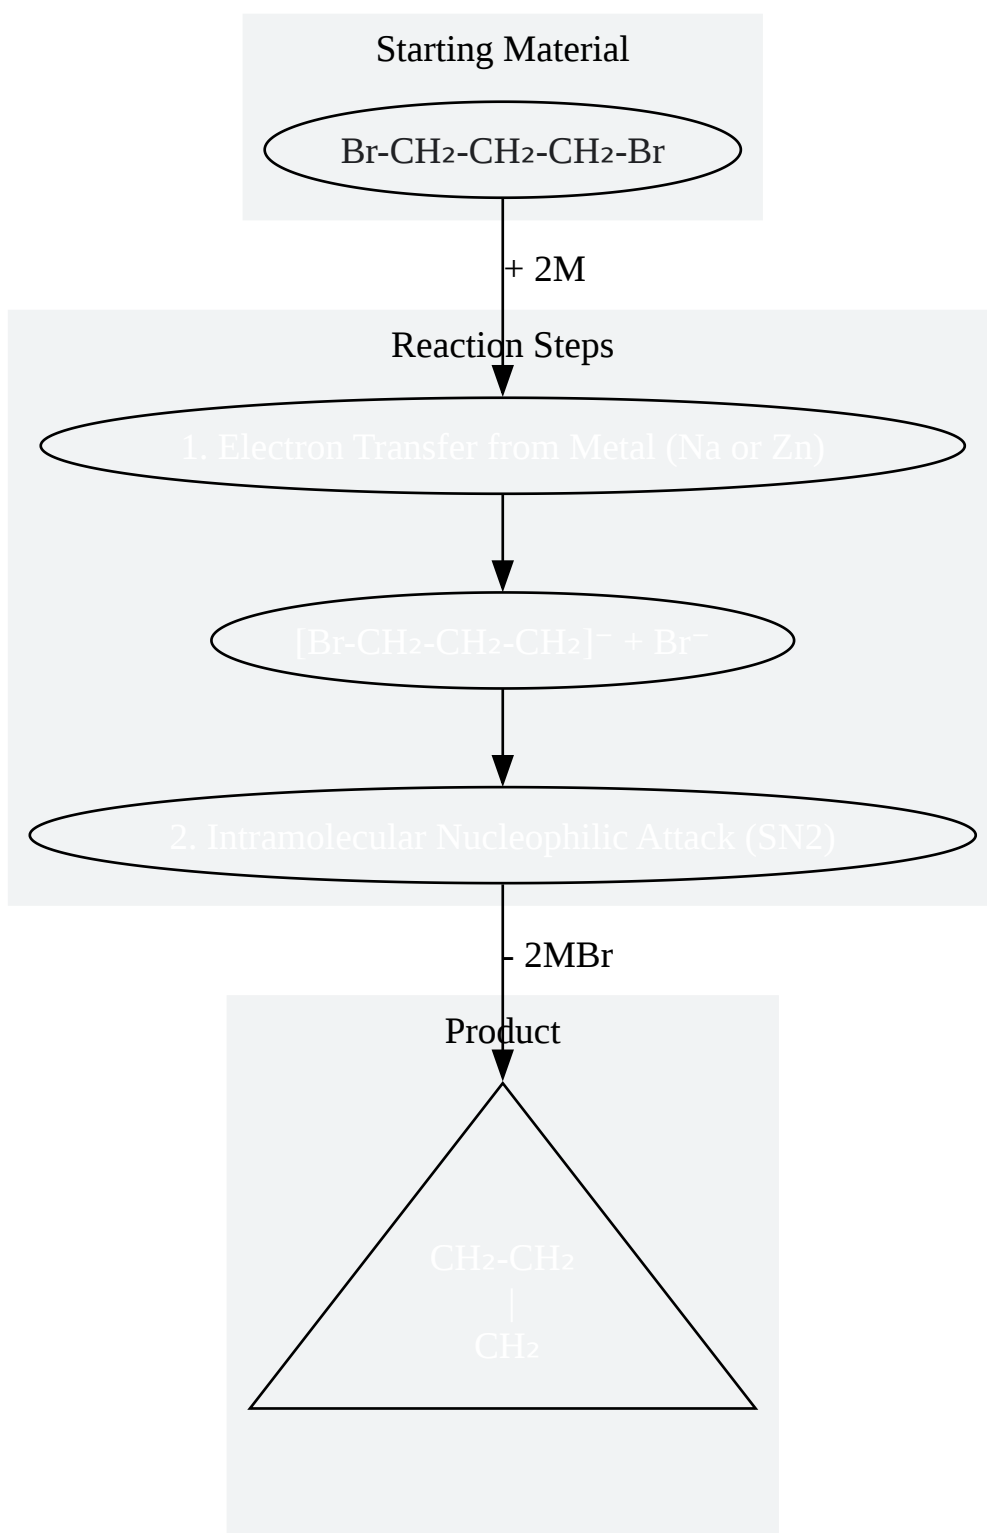 Starting Material
Br-CH₂-CH₂-CH₂-Br
+ 2M
Reaction Steps
1. Electron Transfer from Metal (Na or Zn)
[Br-CH₂-CH₂-CH₂]⁻ + Br⁻
2. Intramolecular Nucleophilic Attack (SN2)
- 2MBr
Product
CH₂-CH₂
|
CH₂